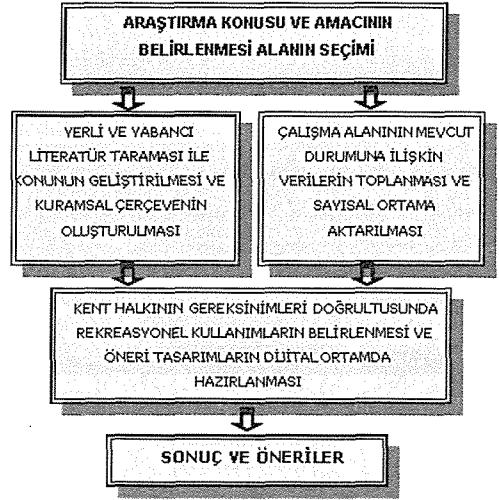 ARAŞTIRMA KONUSU VE AMACININ
BELİRLENMESİ ALANIN SEÇİMİ
YERLİ VE YABANCI
LİTERATÜR TARAMASI İLE
KONUNUN GELİŞTİRİLMESİ VE
KURAMSAL ÇERÇEVENİN
OLUŞTURULMASI
ÇALIŞMA ALANININ MEVCUT
DURUMUNA İLİŞKİN
VERİLERİN TOPLANMASI VE
SAYISAL ORTAMA
AKTARILMASI
KENT HALKININ GEREKSİNİMLERİ DOĞRULTUSUNDA
REKREASYONEL KULLANIMLARIN BELİRLENMESİ VE
ÖNERİ TASARIMLARIN DİJİTAL ORTAMDA
HAZIRLANMASI
SONUÇ VE ÖNERİLER